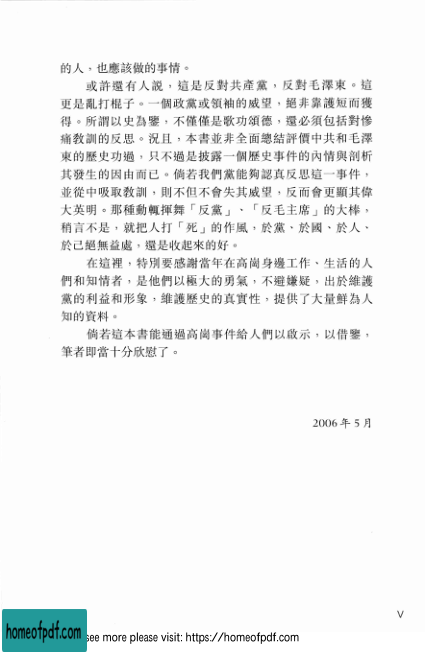 的人，也應該做的事情。
或許還有人說，這是反對共產黨，反對毛澤東。這
更是亂打棍子。一個政黨或領袖的威望，絕非靠護短而獲
得。所謂以史為鑒，不僅僅是歌功頌德，還必須包括對慘
痛教訓的反思。況且，本書並非全面總結評價中共和毛澤
東的歷史功過，只不過是披露一個歷史事件的內情與剖析
其發生的因由而已。倘若我們黨能夠認真反思這一事件，
並從中吸取教訓，則不但不會失其威望，反而會更顯其偉
大英明。那種動輒揮舞「反黨」、「反毛主席」的大棒，
稍言不是，就把人打「死」的作風，於黨、於國、於人、
於己絕無益處，還是收起來的好。
在這裡，特別要感謝當年在高崗身邊工作、生活的人
們和知情者，是他們以極大的勇氣，不避嫌疑，出於維護
黨的利益和形象，維護歷史的真實性，提供了大量鮮為人
知的資料。
倘若這本書能通過高崗事件給人們以啟示，以借鑒，
筆者即當十分欣慰了。
2006 年 5 月
V
homeofpdf.com
see more please visit: https://homeofpdf.com